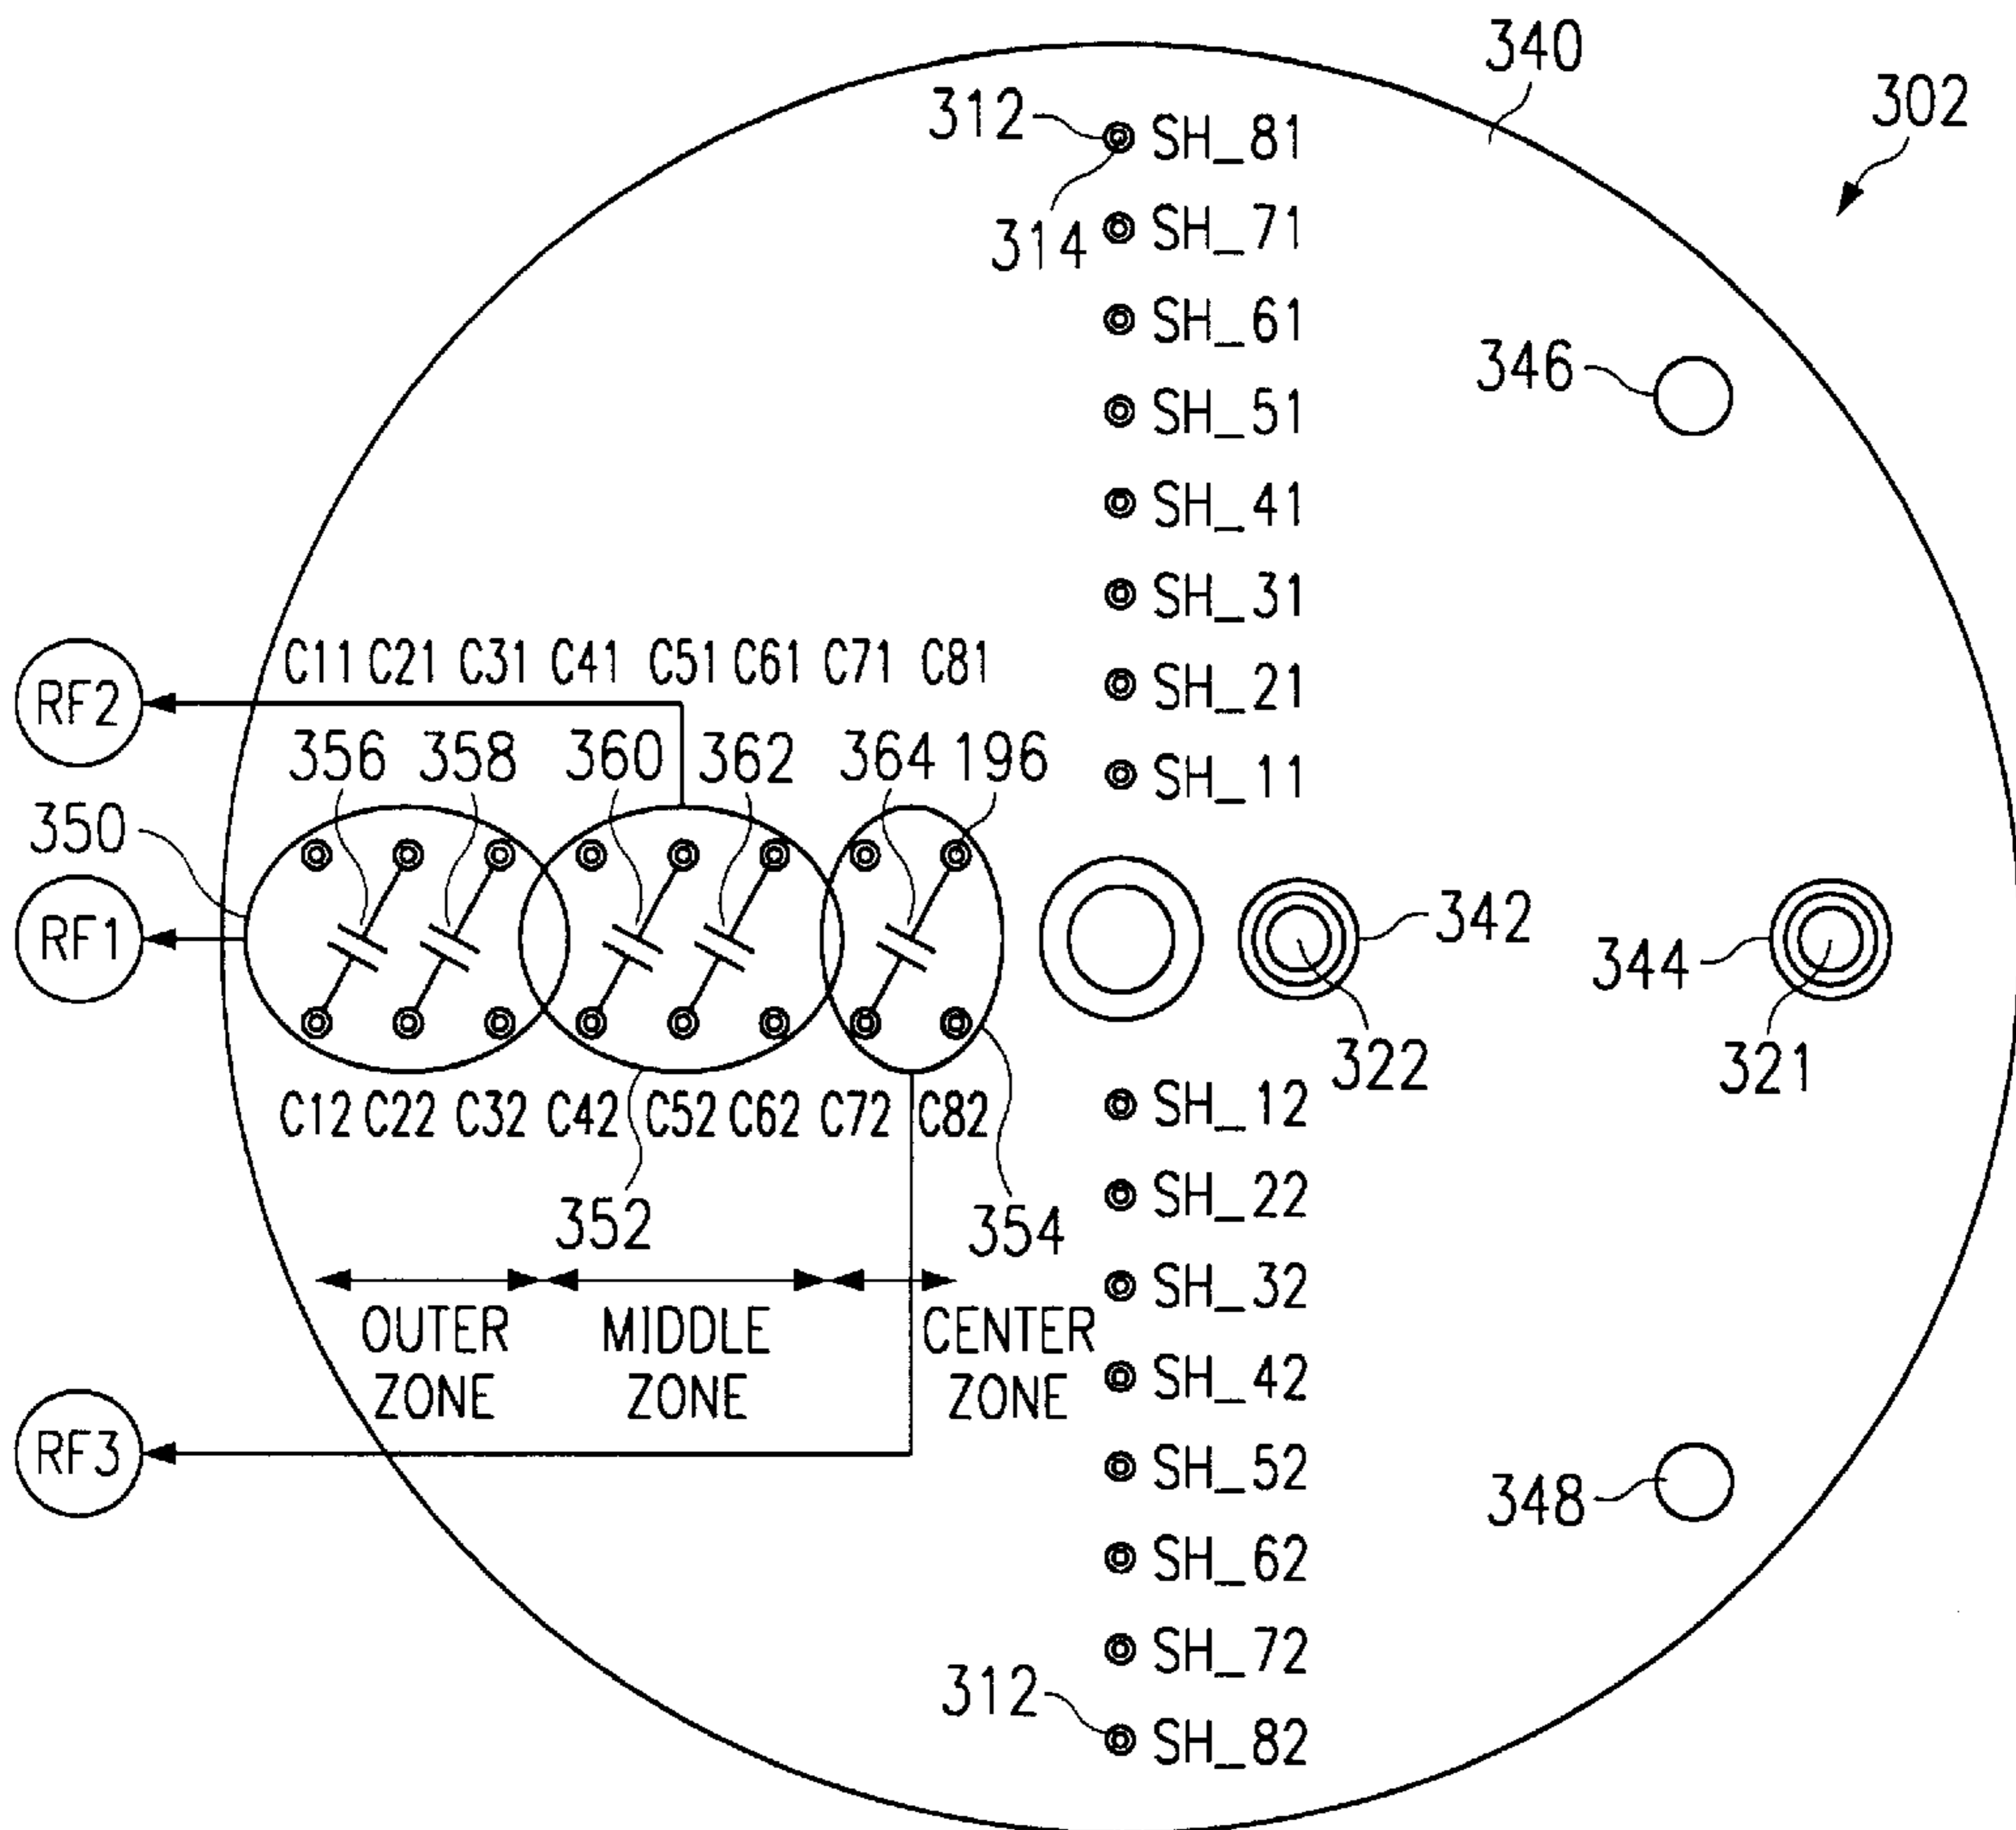 340
302
312 SH_81
314 SH_71
SH_61
346
SH_51
SH_41
SH_31
C11 C21 C31 C41 C51 C61 C71 C81
SH_21
RF2
356 358 360 362 364 196
SH_11
350
RF1
342
344
322
321
C12 C22 C32 C42 C52 C62 C72 C82
SH_12
SH_22
352
354
SH_32
OUTER ZONE
MIDDLE ZONE
CENTER ZONE
SH_42
RF3
SH_52
348
SH_62
SH_72
312
SH_82